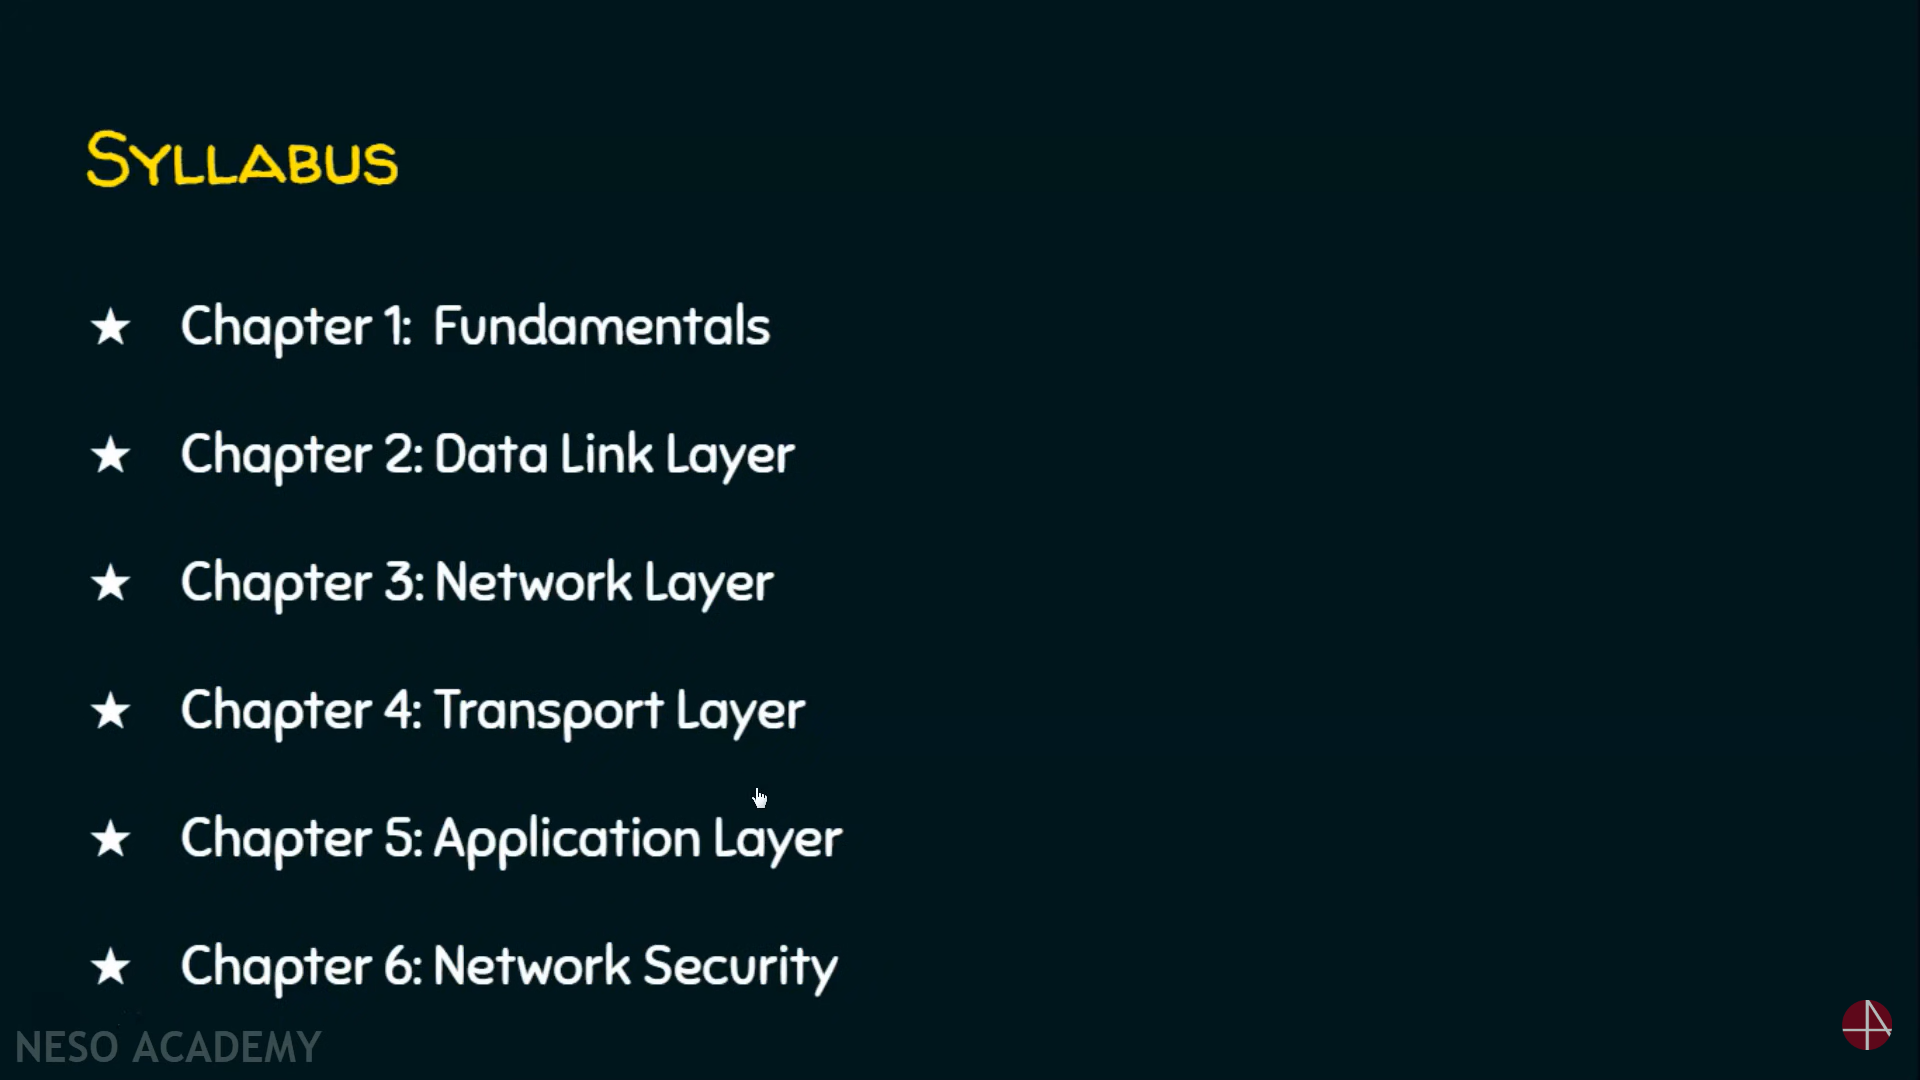 SYLLABUS
★ Chapter 1: Fundamentals
★ Chapter 2: Data Link Layer
★ Chapter 3: Network Layer
★ Chapter 4: Transport Layer
★ Chapter 5: Application Layer
★ Chapter 6: Network Security
NESO ACADEMY